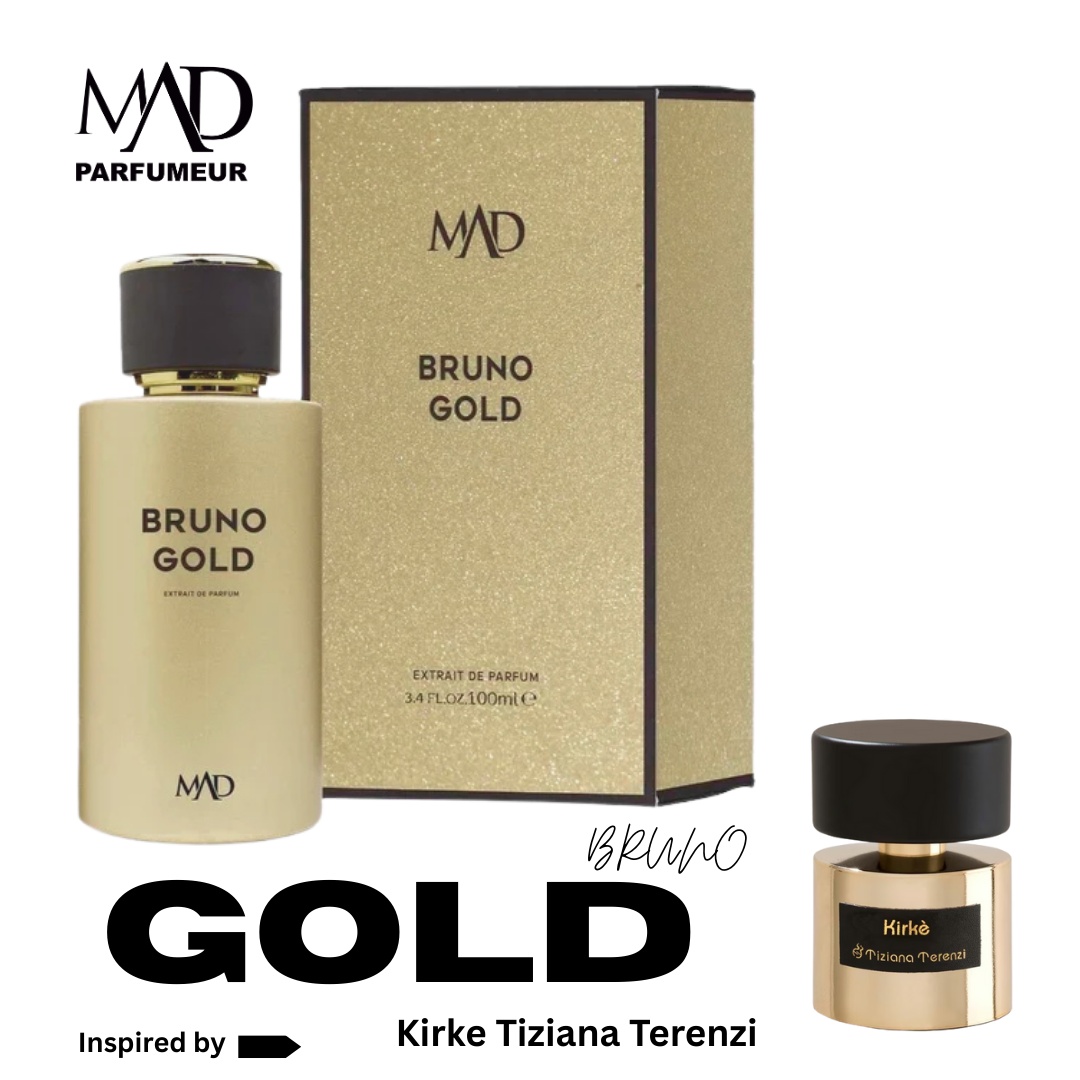 MAD
PARFUMEUR
MAD
BRUNO
GOLD
EXTRAIT DE PARFUM
3.4 FL.OZ.100ml ℮
BRUNO
GOLD
EXTRAIT DE PARFUM
MAD
BRUNO
GOLD
Kirkè
Tiziana Terenzi
Inspired by
Kirke Tiziana Terenzi